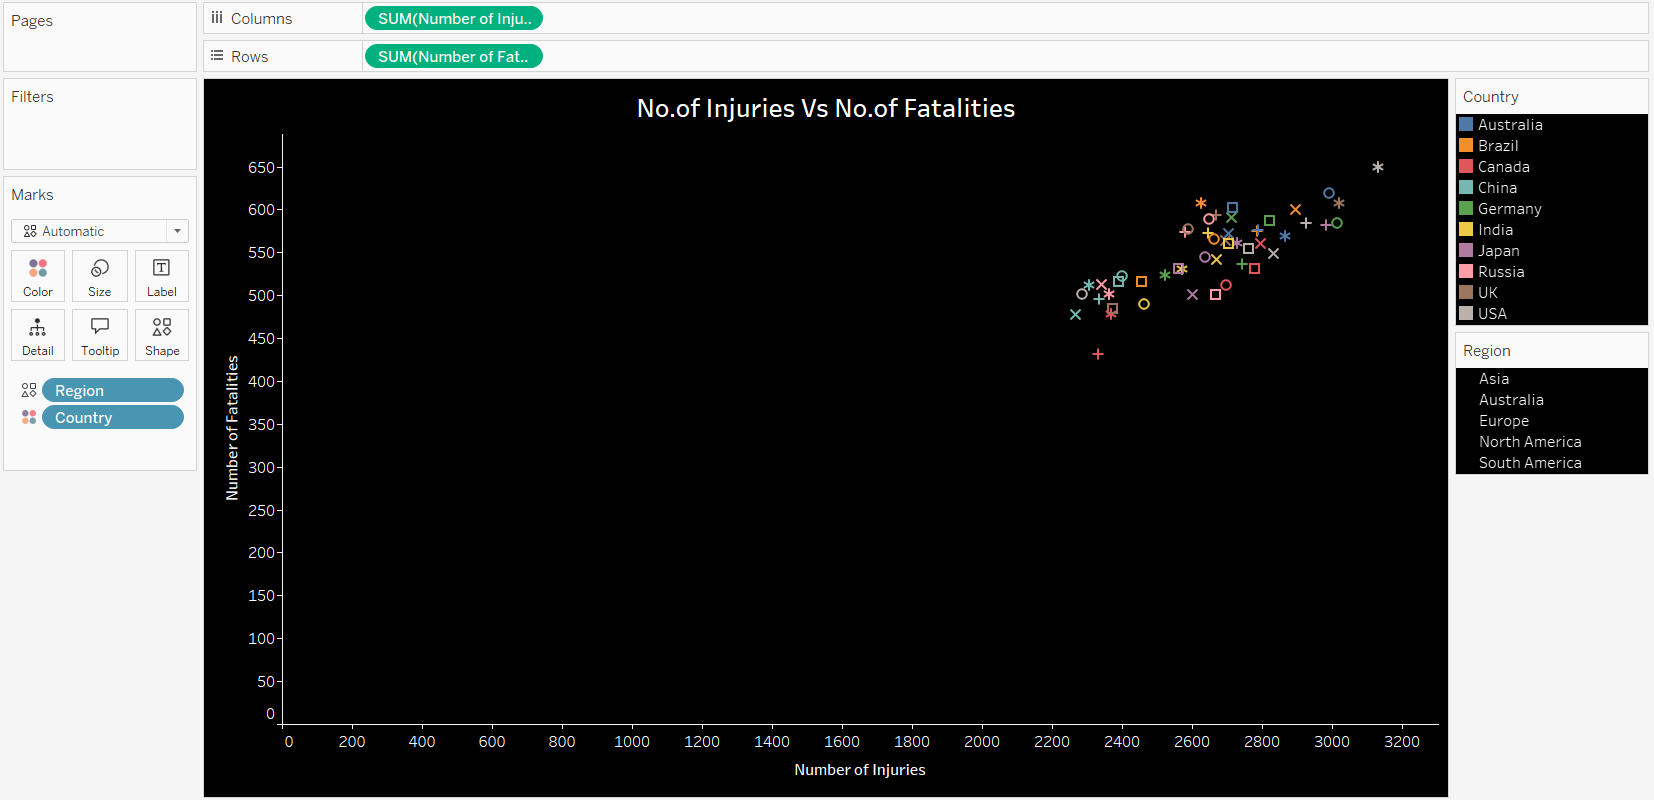 Pages
Columns
SUM(Number of Inju..
Rows
SUM(Number of Fat..
Filters
Marks
Automatic
Color
Size
Label
Detail
Tooltip
Shape
Region
Country
No.of Injuries Vs No.of Fatalities
Number of Fatalities
650
600
550
500
450
400
350
300
250
200
150
100
50
0
0 200 400 600 800 1000 1200 1400 1600 1800 2000 2200 2400 2600 2800 3000 3200
Number of Injuries
Country
Australia
Brazil
Canada
China
Germany
India
Japan
Russia
UK
USA
Region
Asia
Australia
Europe
North America
South America